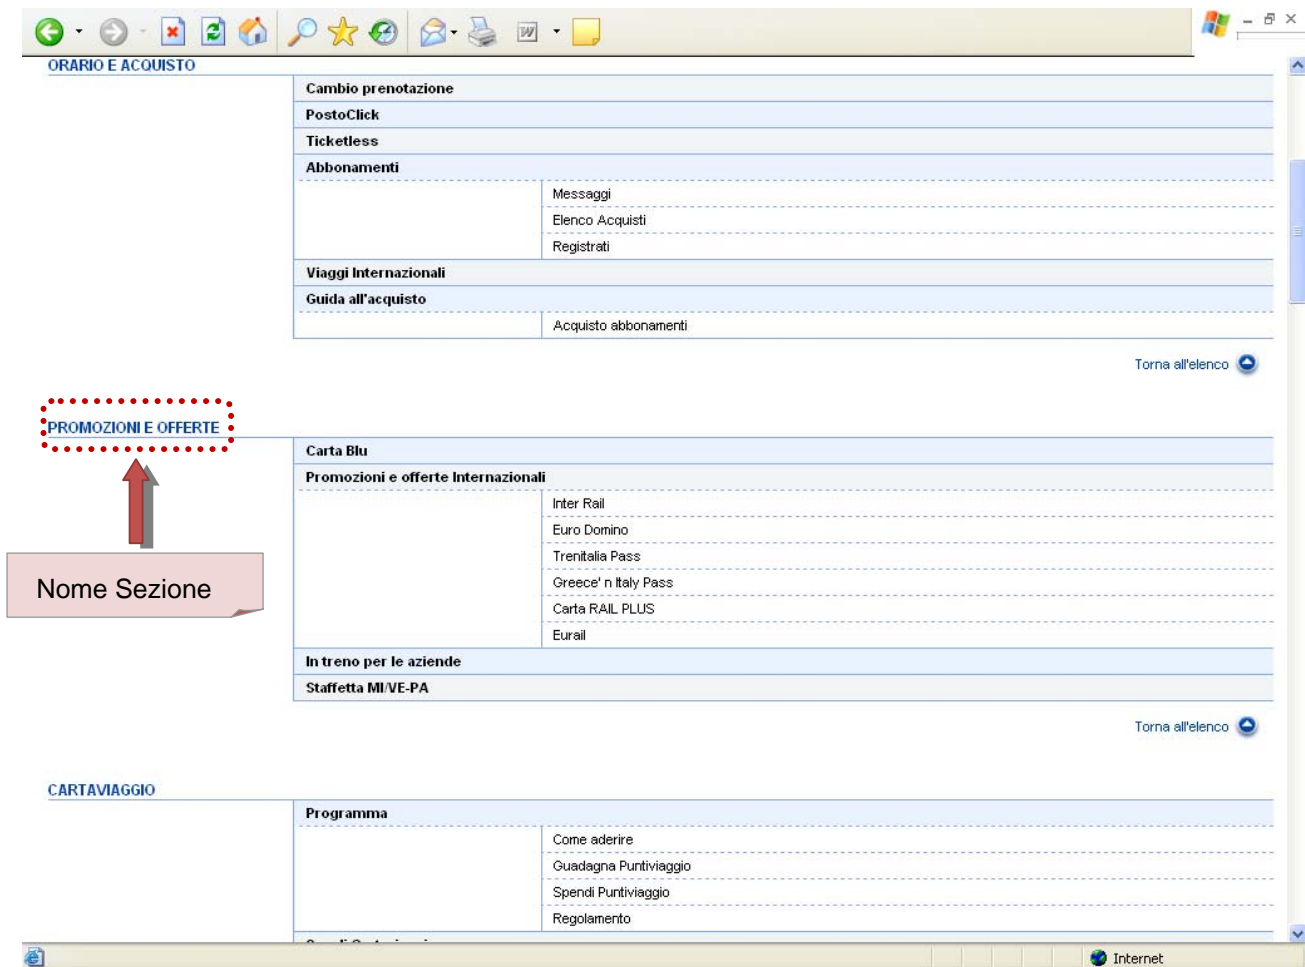 ORARIO E ACQUISTO
Cambio prenotazione
PostoClick
Ticketless
Abbonamenti
Messaggi
Elenco Acquisti
Registrati
Viaggi Internazionali
Guida all'acquisto
Acquisto abbonamenti
Torna all'elenco
PROMOZIONI E OFFERTE
Carta Blu
Promozioni e offerte Internazionali
Inter Rail
Euro Domino
Trenitalia Pass
Greece' n Italy Pass
Carta RAIL PLUS
Eurail
Nome Sezione
In treno per le aziende
Staffetta MI/VE-PA
Torna all'elenco
CARTAVIAGGIO
Programma
Come aderire
Guadagna Puntiviaggio
Spendi Puntiviaggio
Regolamento
Internet